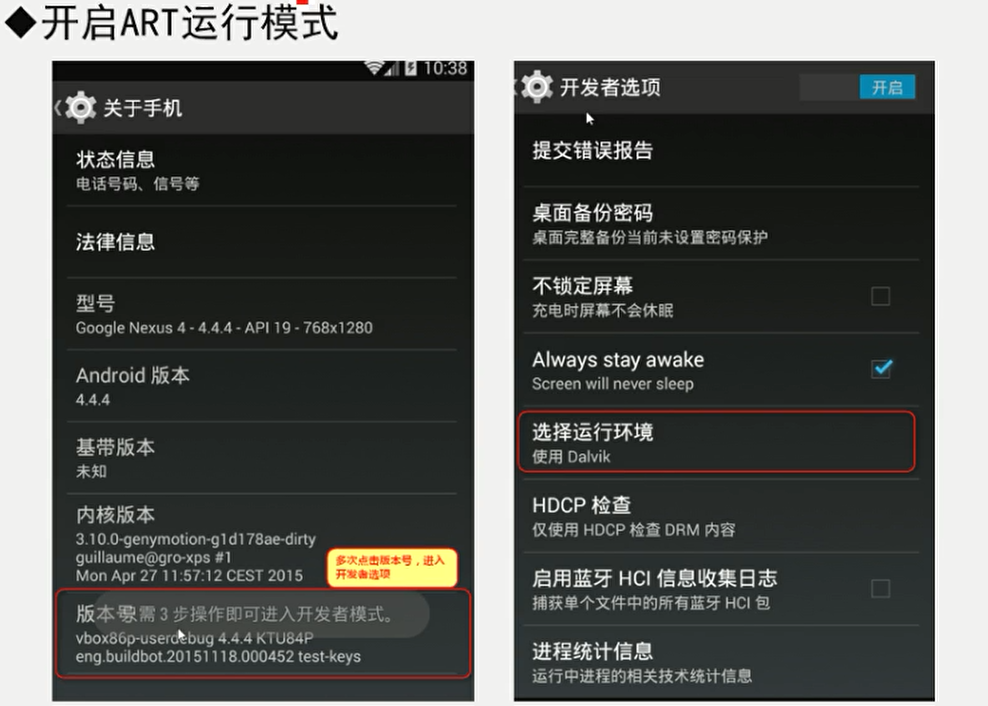 ◆开启ART运行模式
10:38
关于手机
状态信息
电话号码、信号等
法律信息
型号
Google Nexus 4 - 4.4.4 - API 19 - 768x1280
Android 版本
4.4.4
基带版本
未知
内核版本
3.10.0-genymotion-g1d178ae-dirty
guillaume@gro-xps #1
Mon Apr 27 11:57:12 CEST 2015
多次点击版本号，进入
开发者选项
版本号
只需 3 步操作即可进入开发者模式。
vbox86p-userdebug 4.4.4 KTU84P
eng.buildbot.20151118.000452 test-keys
开发者选项
开启
提交错误报告
桌面备份密码
桌面完整备份当前未设置密码保护
不锁定屏幕
充电时屏幕不会休眠
Always stay awake
Screen will never sleep
选择运行环境
使用 Dalvik
HDCP 检查
仅使用 HDCP 检查 DRM 内容
启用蓝牙 HCI 信息收集日志
捕获单个文件中的所有蓝牙 HCI 包
进程统计信息
运行中进程的相关技术统计信息